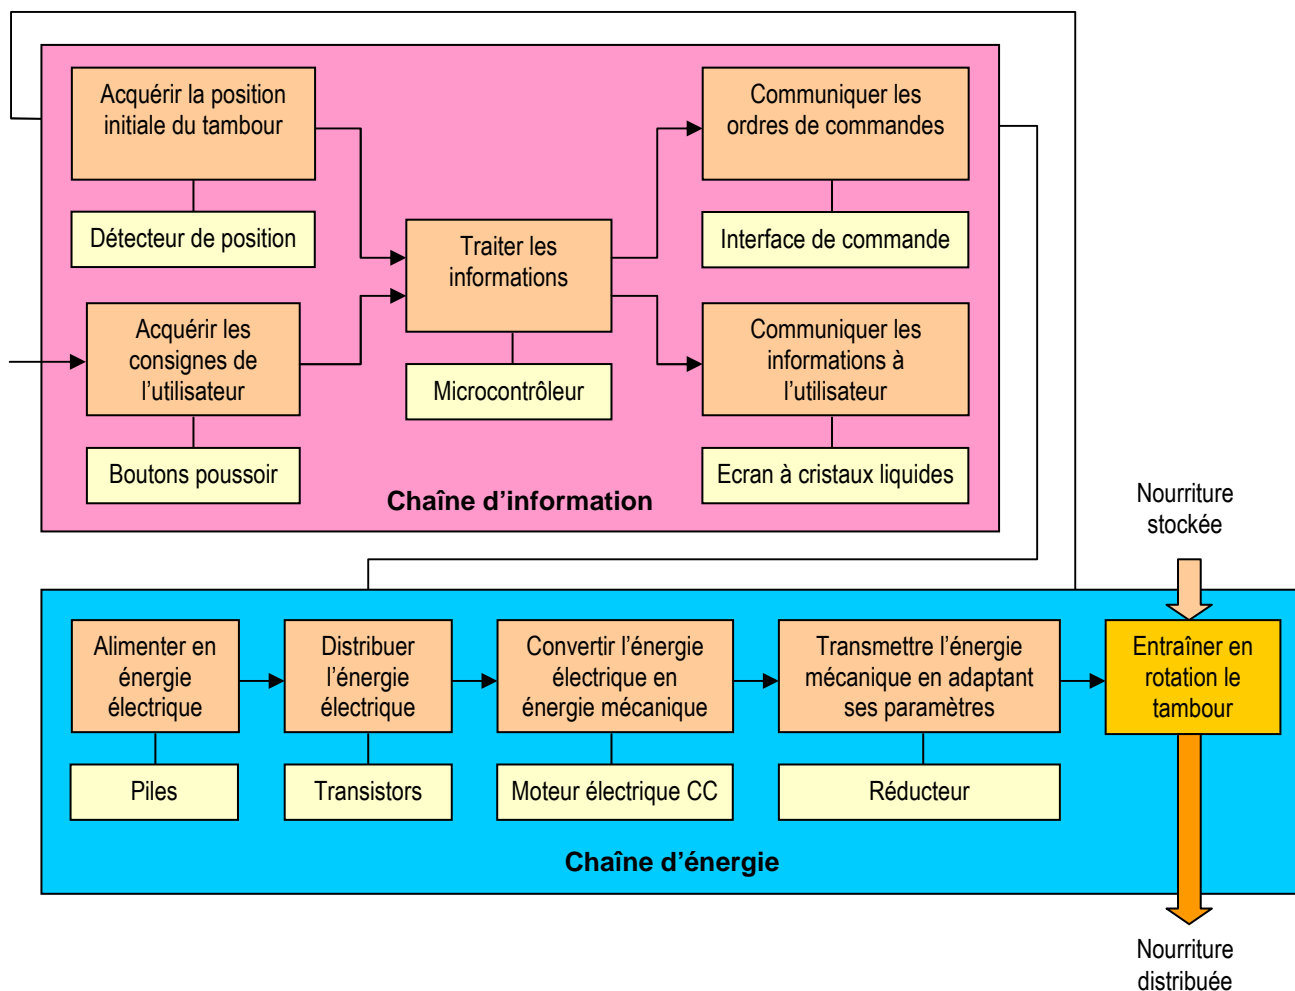 Acquérir la position
initiale du tambour
Communiquer les
ordres de commandes
Détecteur de position
Traiter les
informations
Interface de commande
Acquérir les
consignes de
l’utilisateur
Communiquer les
informations à
l’utilisateur
Microcontrôleur
Boutons poussoir
Ecran à cristaux liquides
Chaîne d’information
Nourriture
stockée
Alimenter en
énergie
électrique
Distribuer
l’énergie
électrique
Convertir l’énergie
électrique en
énergie mécanique
Transmettre l’énergie
mécanique en adaptant
ses paramètres
Entraîner en
rotation le
tambour
Piles
Transistors
Moteur électrique CC
Réducteur
Chaîne d’énergie
Nourriture
distribuée